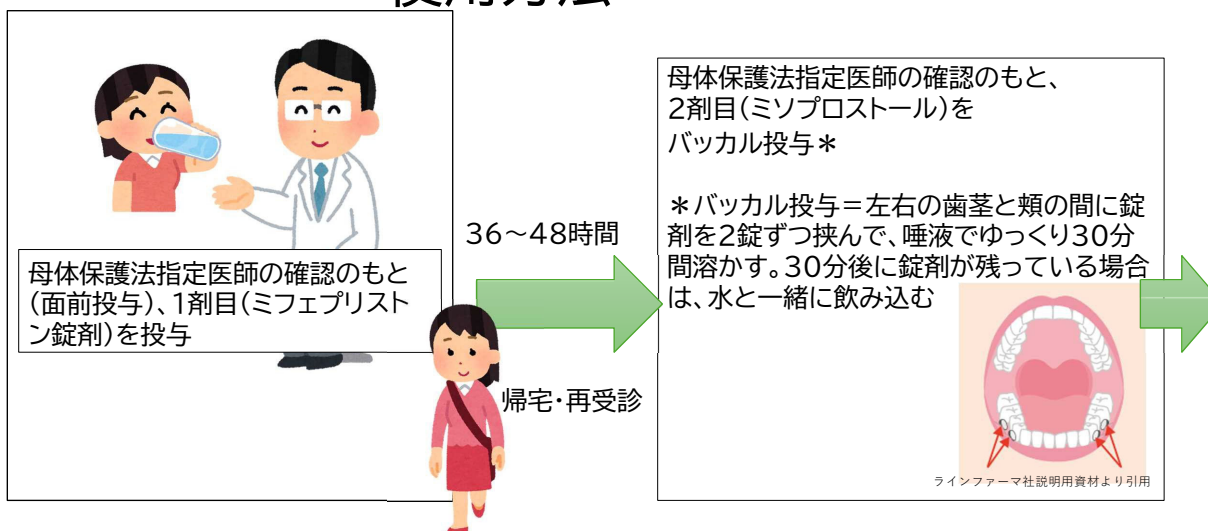 使用方法
母体保護法指定医師の確認のもと
(面前投与)、1剤目(ミフェプリスト
ン錠剤)を投与
36～48時間
帰宅・再受診
母体保護法指定医師の確認のもと、
2剤目(ミソプロストール)を
バッカル投与＊
＊バッカル投与＝左右の歯茎と頬の間に錠
剤を2錠ずつ挟んで、唾液でゆっくり30分
間溶かす。30分後に錠剤が残っている場合
は、水と一緒に飲み込む
ラインファーマ社説明用資材より引用